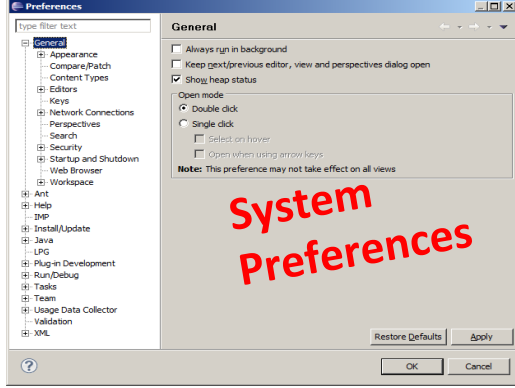 Preferences
type filter text
General
Appearance
Compare/Patch
Content Types
Editors
Keys
Network Connections
Perspectives
Search
Security
Startup and Shutdown
Web Browser
Workspace
Ant
Help
IMP
Install/Update
Java
LPG
Plug-in Development
Run/Debug
Tasks
Team
Usage Data Collector
Validation
XML
General
Always run in background
Keep next/previous editor, view and perspectives dialog open
Show heap status
Open mode
Double click
Single click
Select on hover
Open when using arrow keys
Note: This preference may not take effect on all views
System
Preferences
Restore Defaults
Apply
?
OK
Cancel